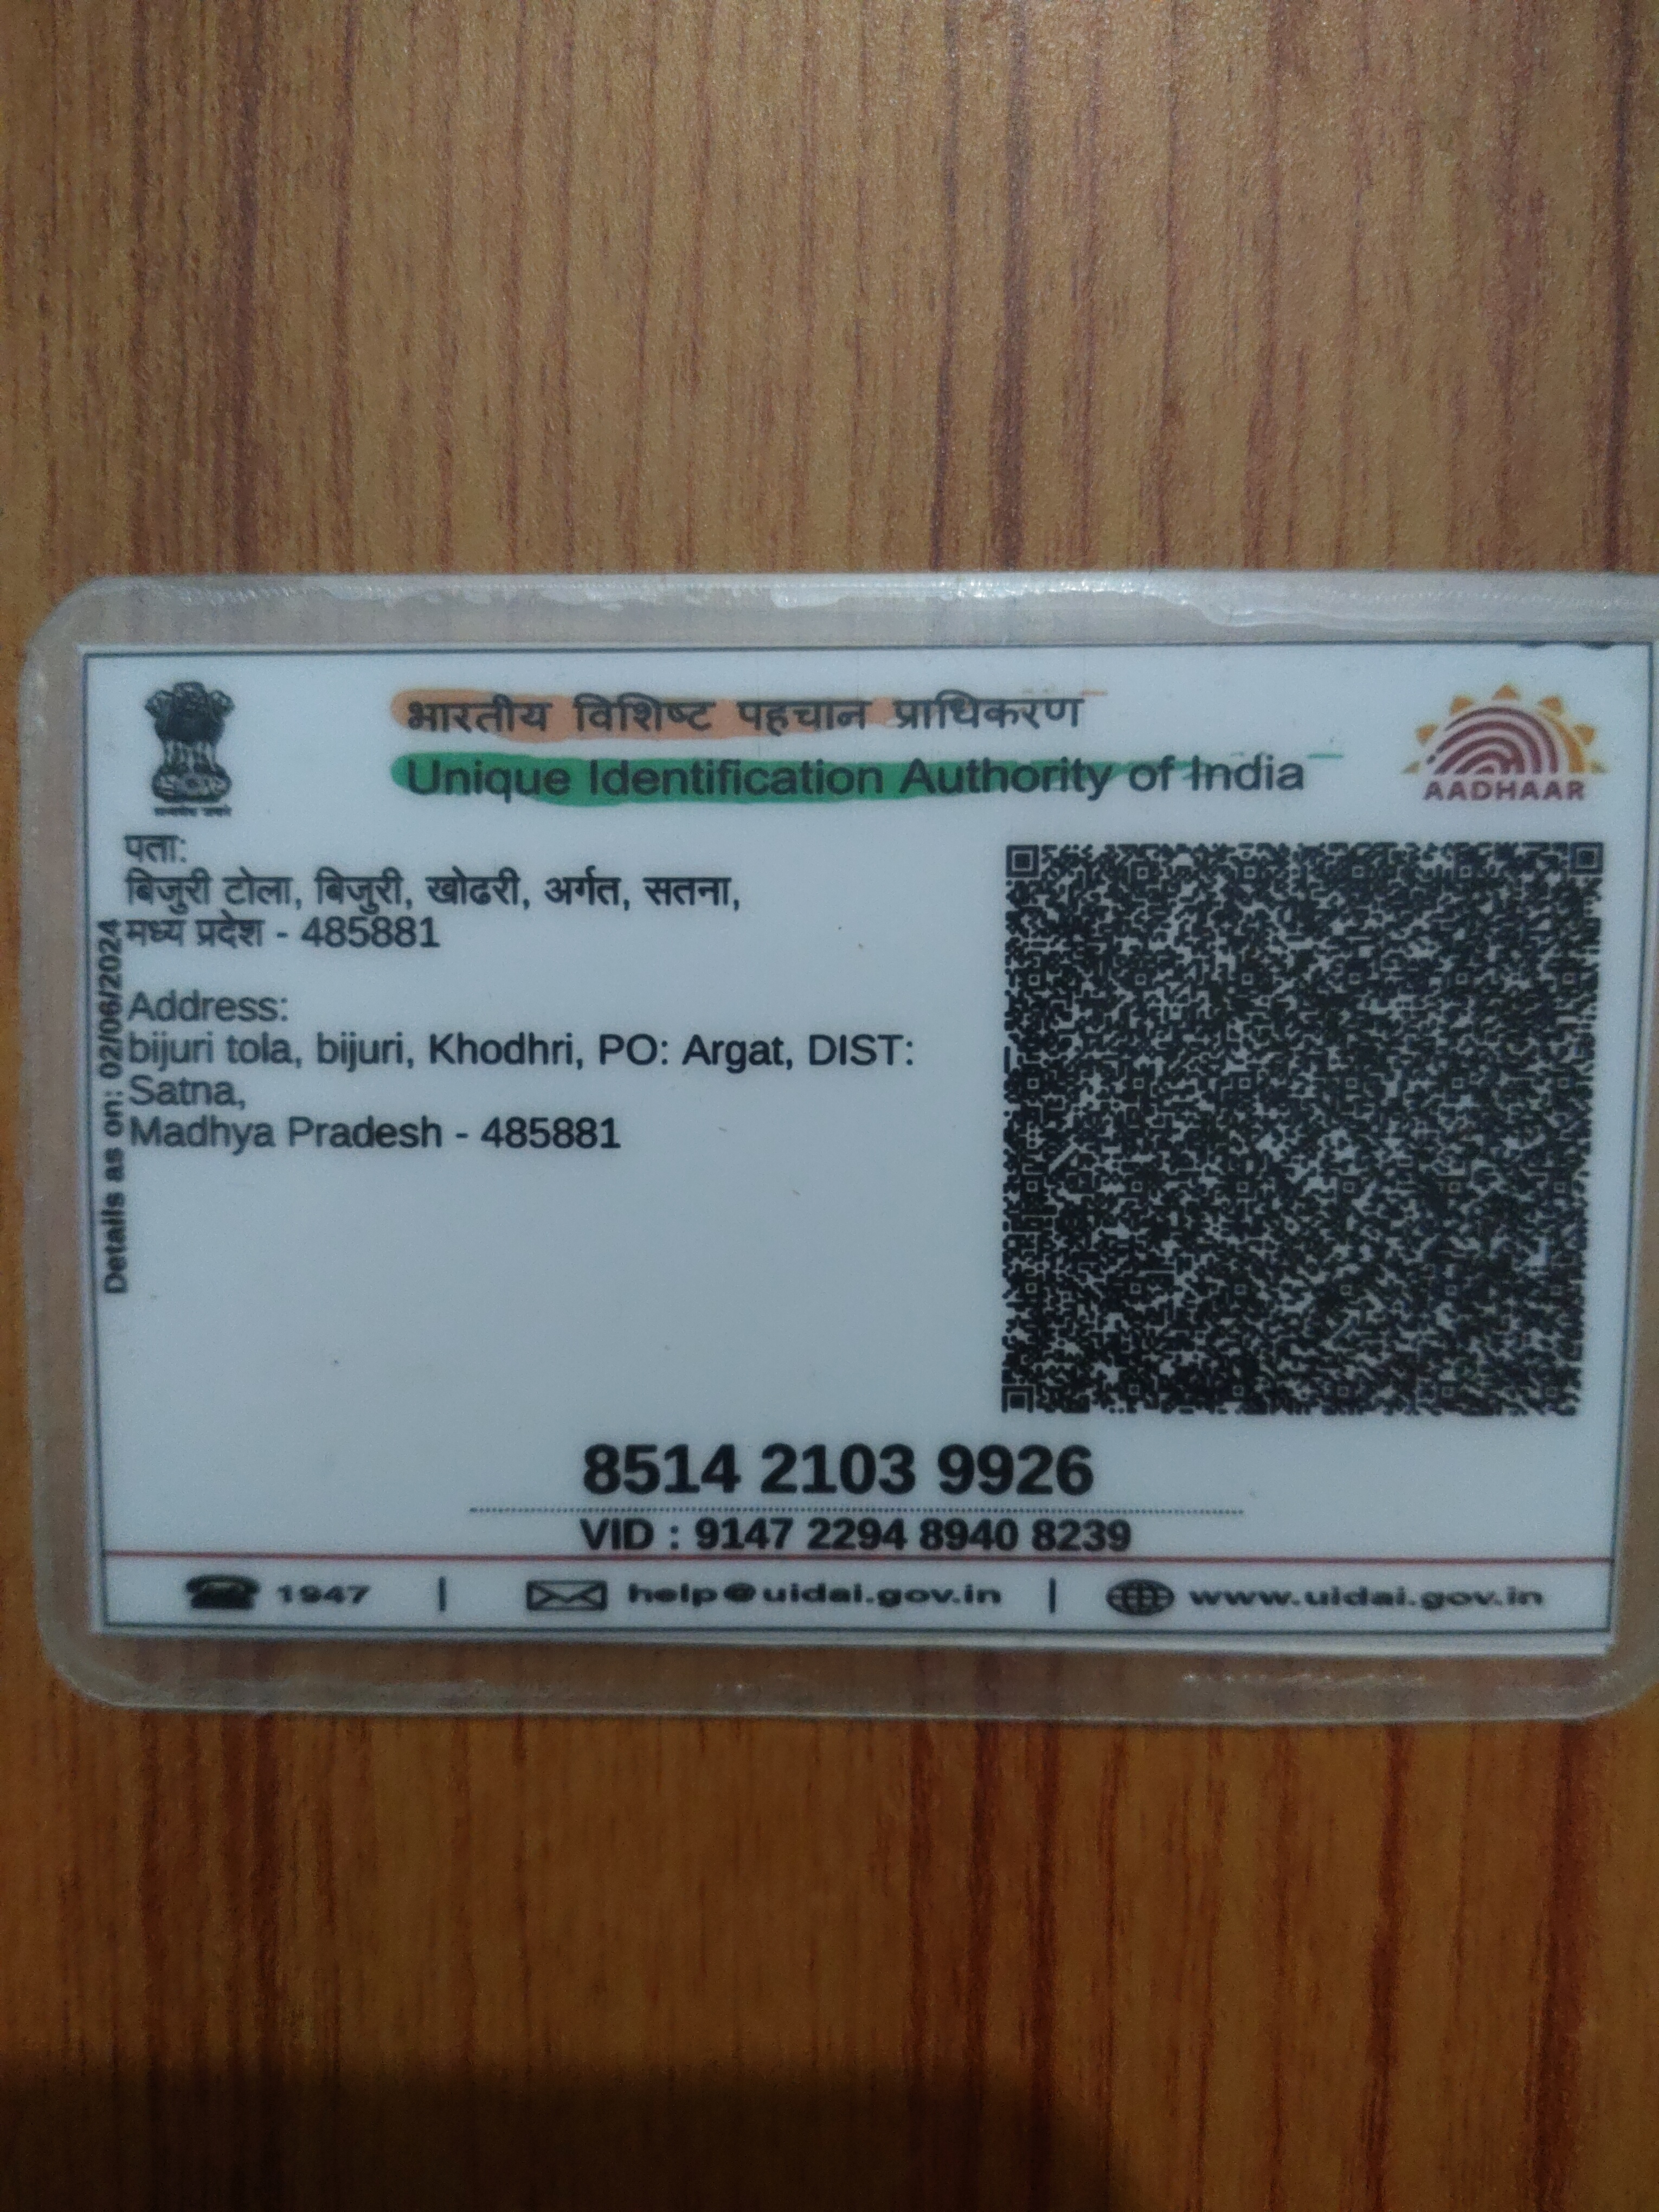 भारतीय विशिष्ट पहचान प्राधिकरण
Unique Identification Authority of India
AADHAAR
पता:
बिजुरी टोला, बिजुरी, खोढरी, अर्गत, सतना,
मध्य प्रदेश - 485881
Address:
bijuri tola, bijuri, Khodhri, PO: Argat, DIST:
Satna,
Madhya Pradesh - 485881
Details as on: 02/06/2024
8514 2103 9926
VID : 9147 2294 8940 8239
1947 | help@uidai.gov.in | www.uidai.gov.in